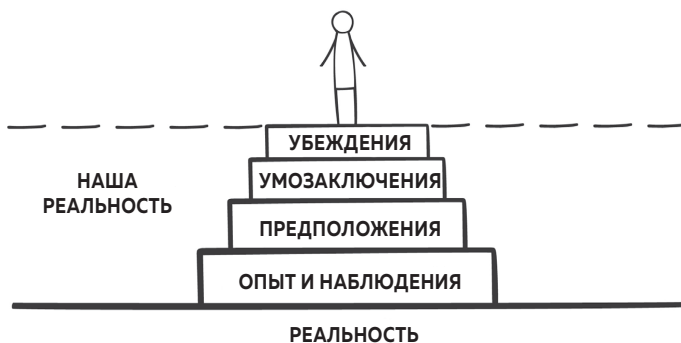 УБЕЖДЕНИЯ
УМОЗАКЛЮЧЕНИЯ
НАША
РЕАЛЬНОСТЬ
ПРЕДПОЛОЖЕНИЯ
ОПЫТ И НАБЛЮДЕНИЯ
РЕАЛЬНОСТЬ